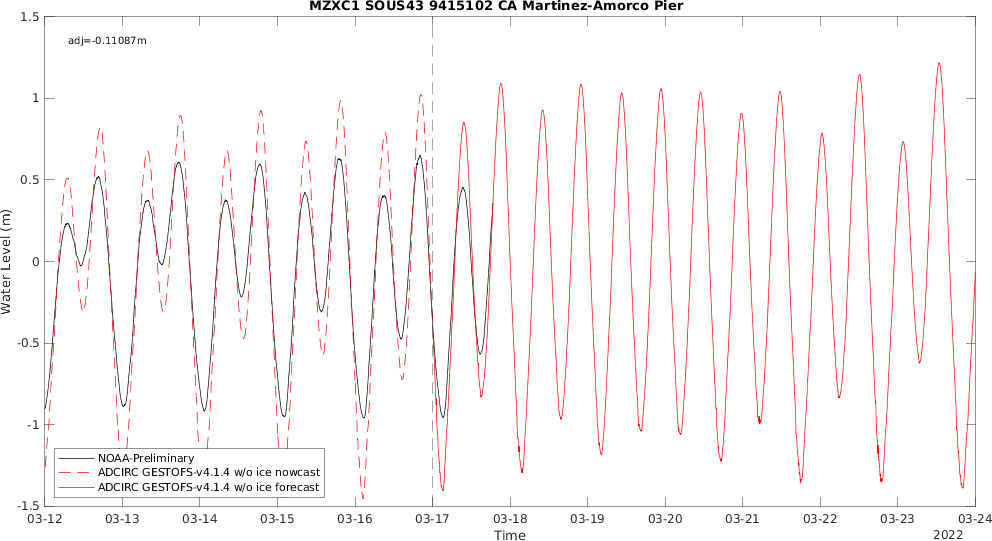 MZXC1 SOUS43 9415102 CA Martinez-Amorco Pier
adj=-0.11087m
1.5
1
0.5
0
-0.5
-1
-1.5
Water Level (m)
NOAA-Preliminary
ADCIRC GESTOFS-v4.1.4 w/o ice nowcast
ADCIRC GESTOFS-v4.1.4 w/o ice forecast
03-12 03-13 03-14 03-15 03-16 03-17 03-18 03-19 03-20 03-21 03-22 03-23 03-24
Time
2022